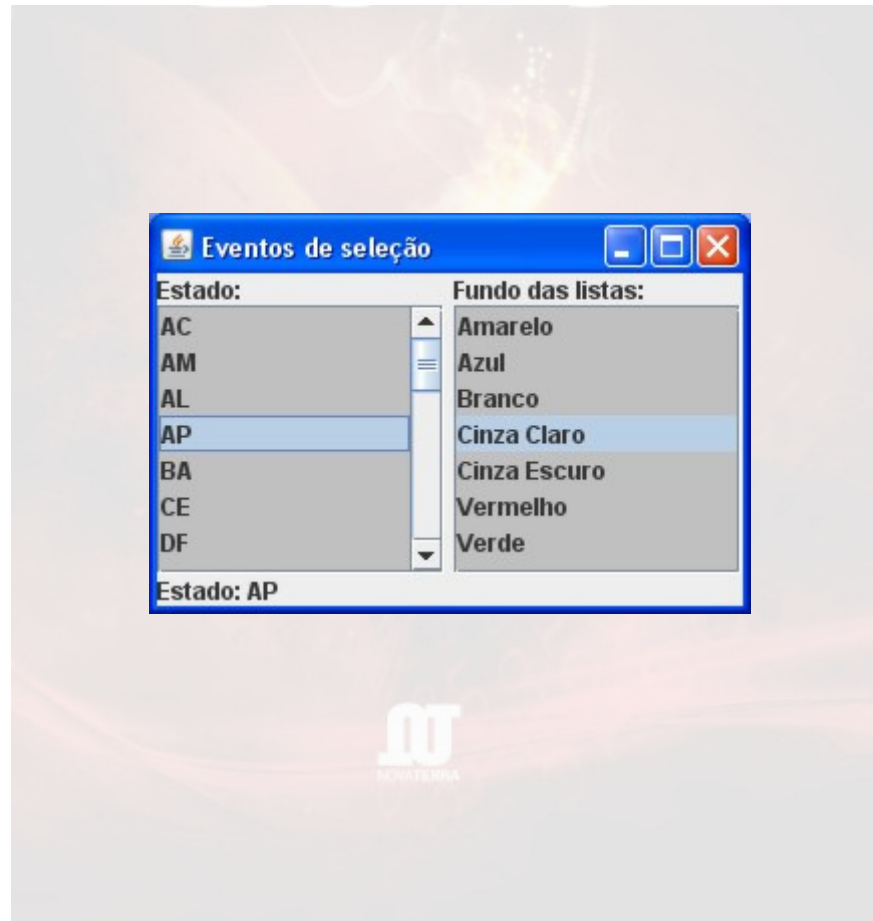 Eventos de seleção
Estado:
AC
AM
AL
AP
BA
CE
DF
Fundo das listas:
Amarelo
Azul
Branco
Cinza Claro
Cinza Escuro
Vermelho
Verde
Estado: AP
NOVATERRA